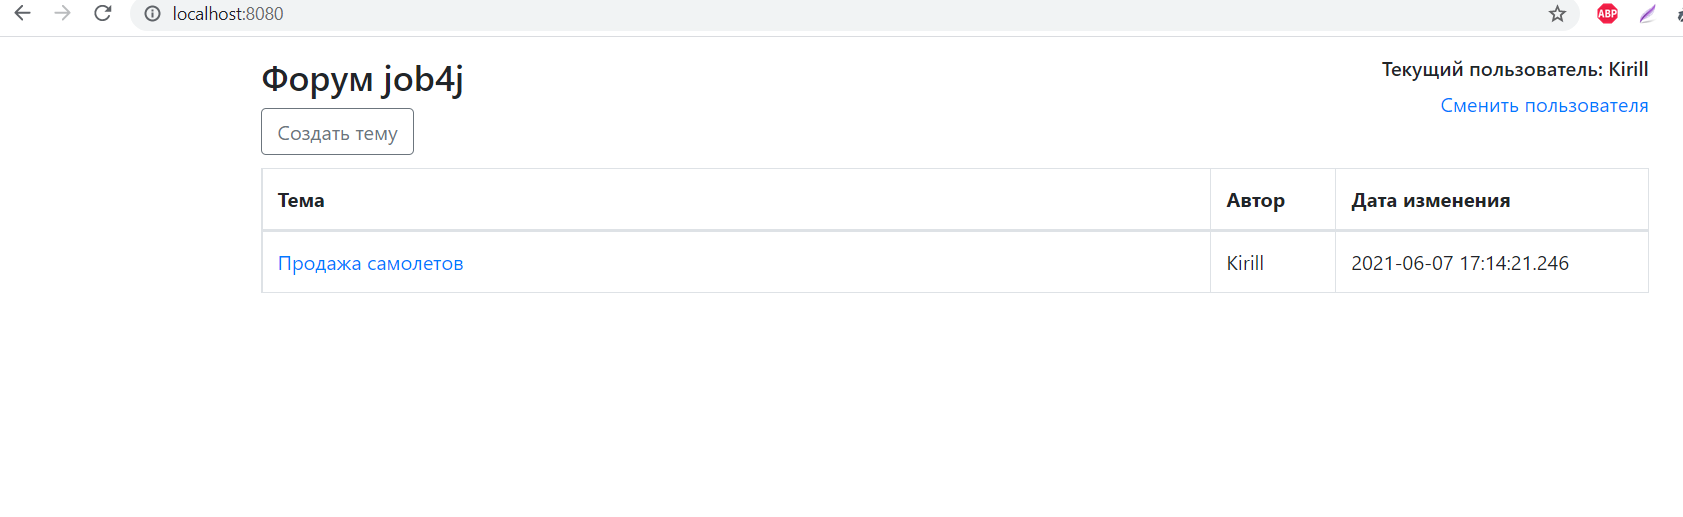 localhost:8080
ABP
Форум job4j
Текущий пользователь: Kirill
Сменить пользователя
Создать тему
Тема Автор Дата изменения
Продажа самолетов Kirill 2021-06-07 17:14:21.246